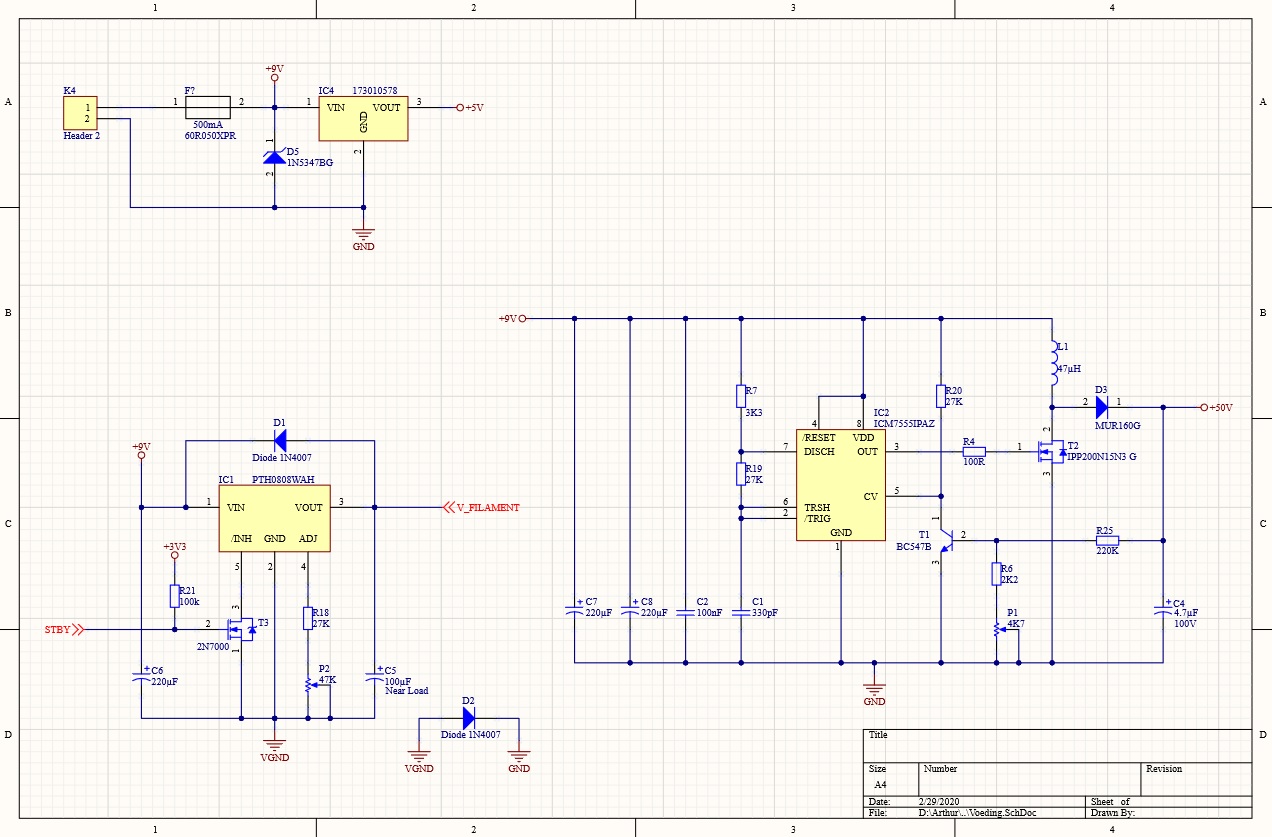 1 2 3 4
A A
B B
C C
D D
+9V
K4
1
2
Header 2
F?
1 2
500mA
60R050XPR
IC4 173010578
1 VIN VOUT 3
GND
2
+5V
1
D5
1N5347BG
2
GND
+9V
L1
47µH
R7
3K3
R20
27K
D3
2 1
MUR160G
+50V
IC2
ICM7555IPAZ
4 8
/RESET VDD
7 DISCH OUT 3
R4
100R
2
1 T2
IPP200N15N3 G
3
R19
27K
CV 5
6 TRSH
2 /TRIG
GND
1
1
T1 2
BC547B
3
R25
220K
R6
2K2
P1
4K7
C7
220µF
C8
220µF
C2
100nF
C1
330pF
C4
4.7µF
100V
GND
D1
Diode 1N4007
+9V
IC1 PTH0808WAH
1 VIN VOUT 3
V_FILAMENT
/INH GND ADJ
5 2 4
+3V3
R21
100k
STBY
3
2 T3
2N7000
1
R18
27K
P2
47K
C6
220µF
C5
100µF
Near Load
VGND
D2
Diode 1N4007
VGND GND
Title
Size Number Revision
A4
Date: 2/29/2020 Sheet of
File: D:\Arthur\..\Voeding.SchDoc Drawn By:
1 2 3 4